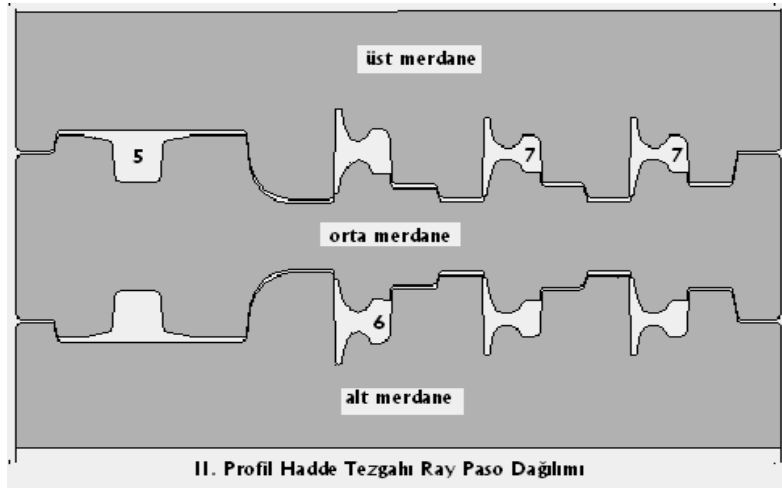 üst merdane
5
7
7
orta merdane
6
alt merdane
II. Profil Hadde Tezgahı Ray Paso Dağılımı